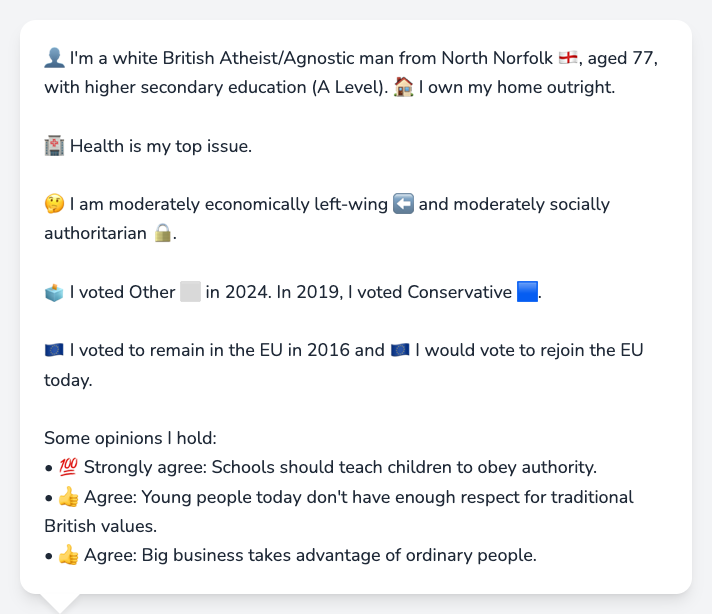 👤 I'm a white British Atheist/Agnostic man from North Norfolk 🏴󠁧󠁢󠁥󠁮󠁧󠁿, aged 77,
with higher secondary education (A Level). 🏠 I own my home outright.
🏥 Health is my top issue.
🤔 I am moderately economically left-wing ⬅️ and moderately socially
authoritarian 🔒.
🗳️ I voted Other ⬜ in 2024. In 2019, I voted Conservative 🟦.
🇪🇺 I voted to remain in the EU in 2016 and 🇪🇺 I would vote to rejoin the EU
today.
Some opinions I hold:
• 💯 Strongly agree: Schools should teach children to obey authority.
• 👍 Agree: Young people today don't have enough respect for traditional
British values.
• 👍 Agree: Big business takes advantage of ordinary people.